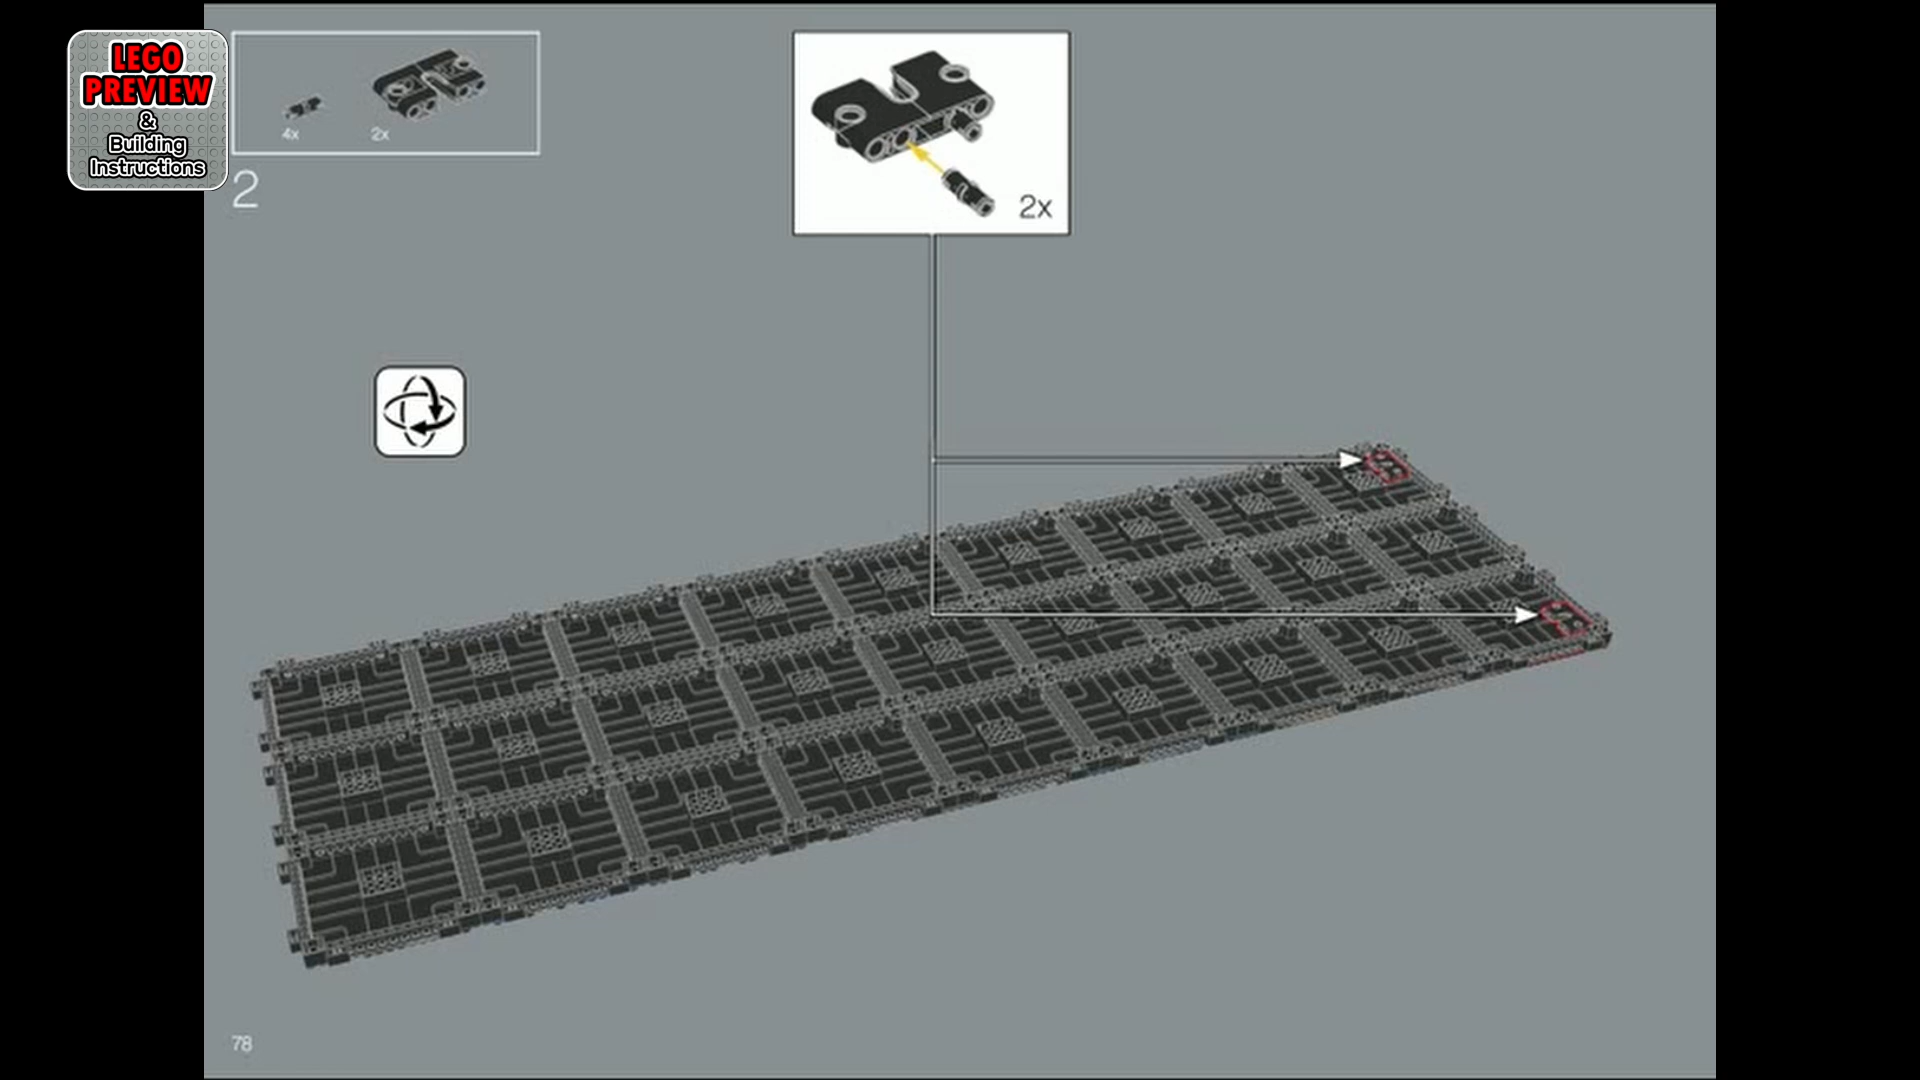 LEGO
PREVIEW
&
Building
Instructions
4x
2x
2
2x
78